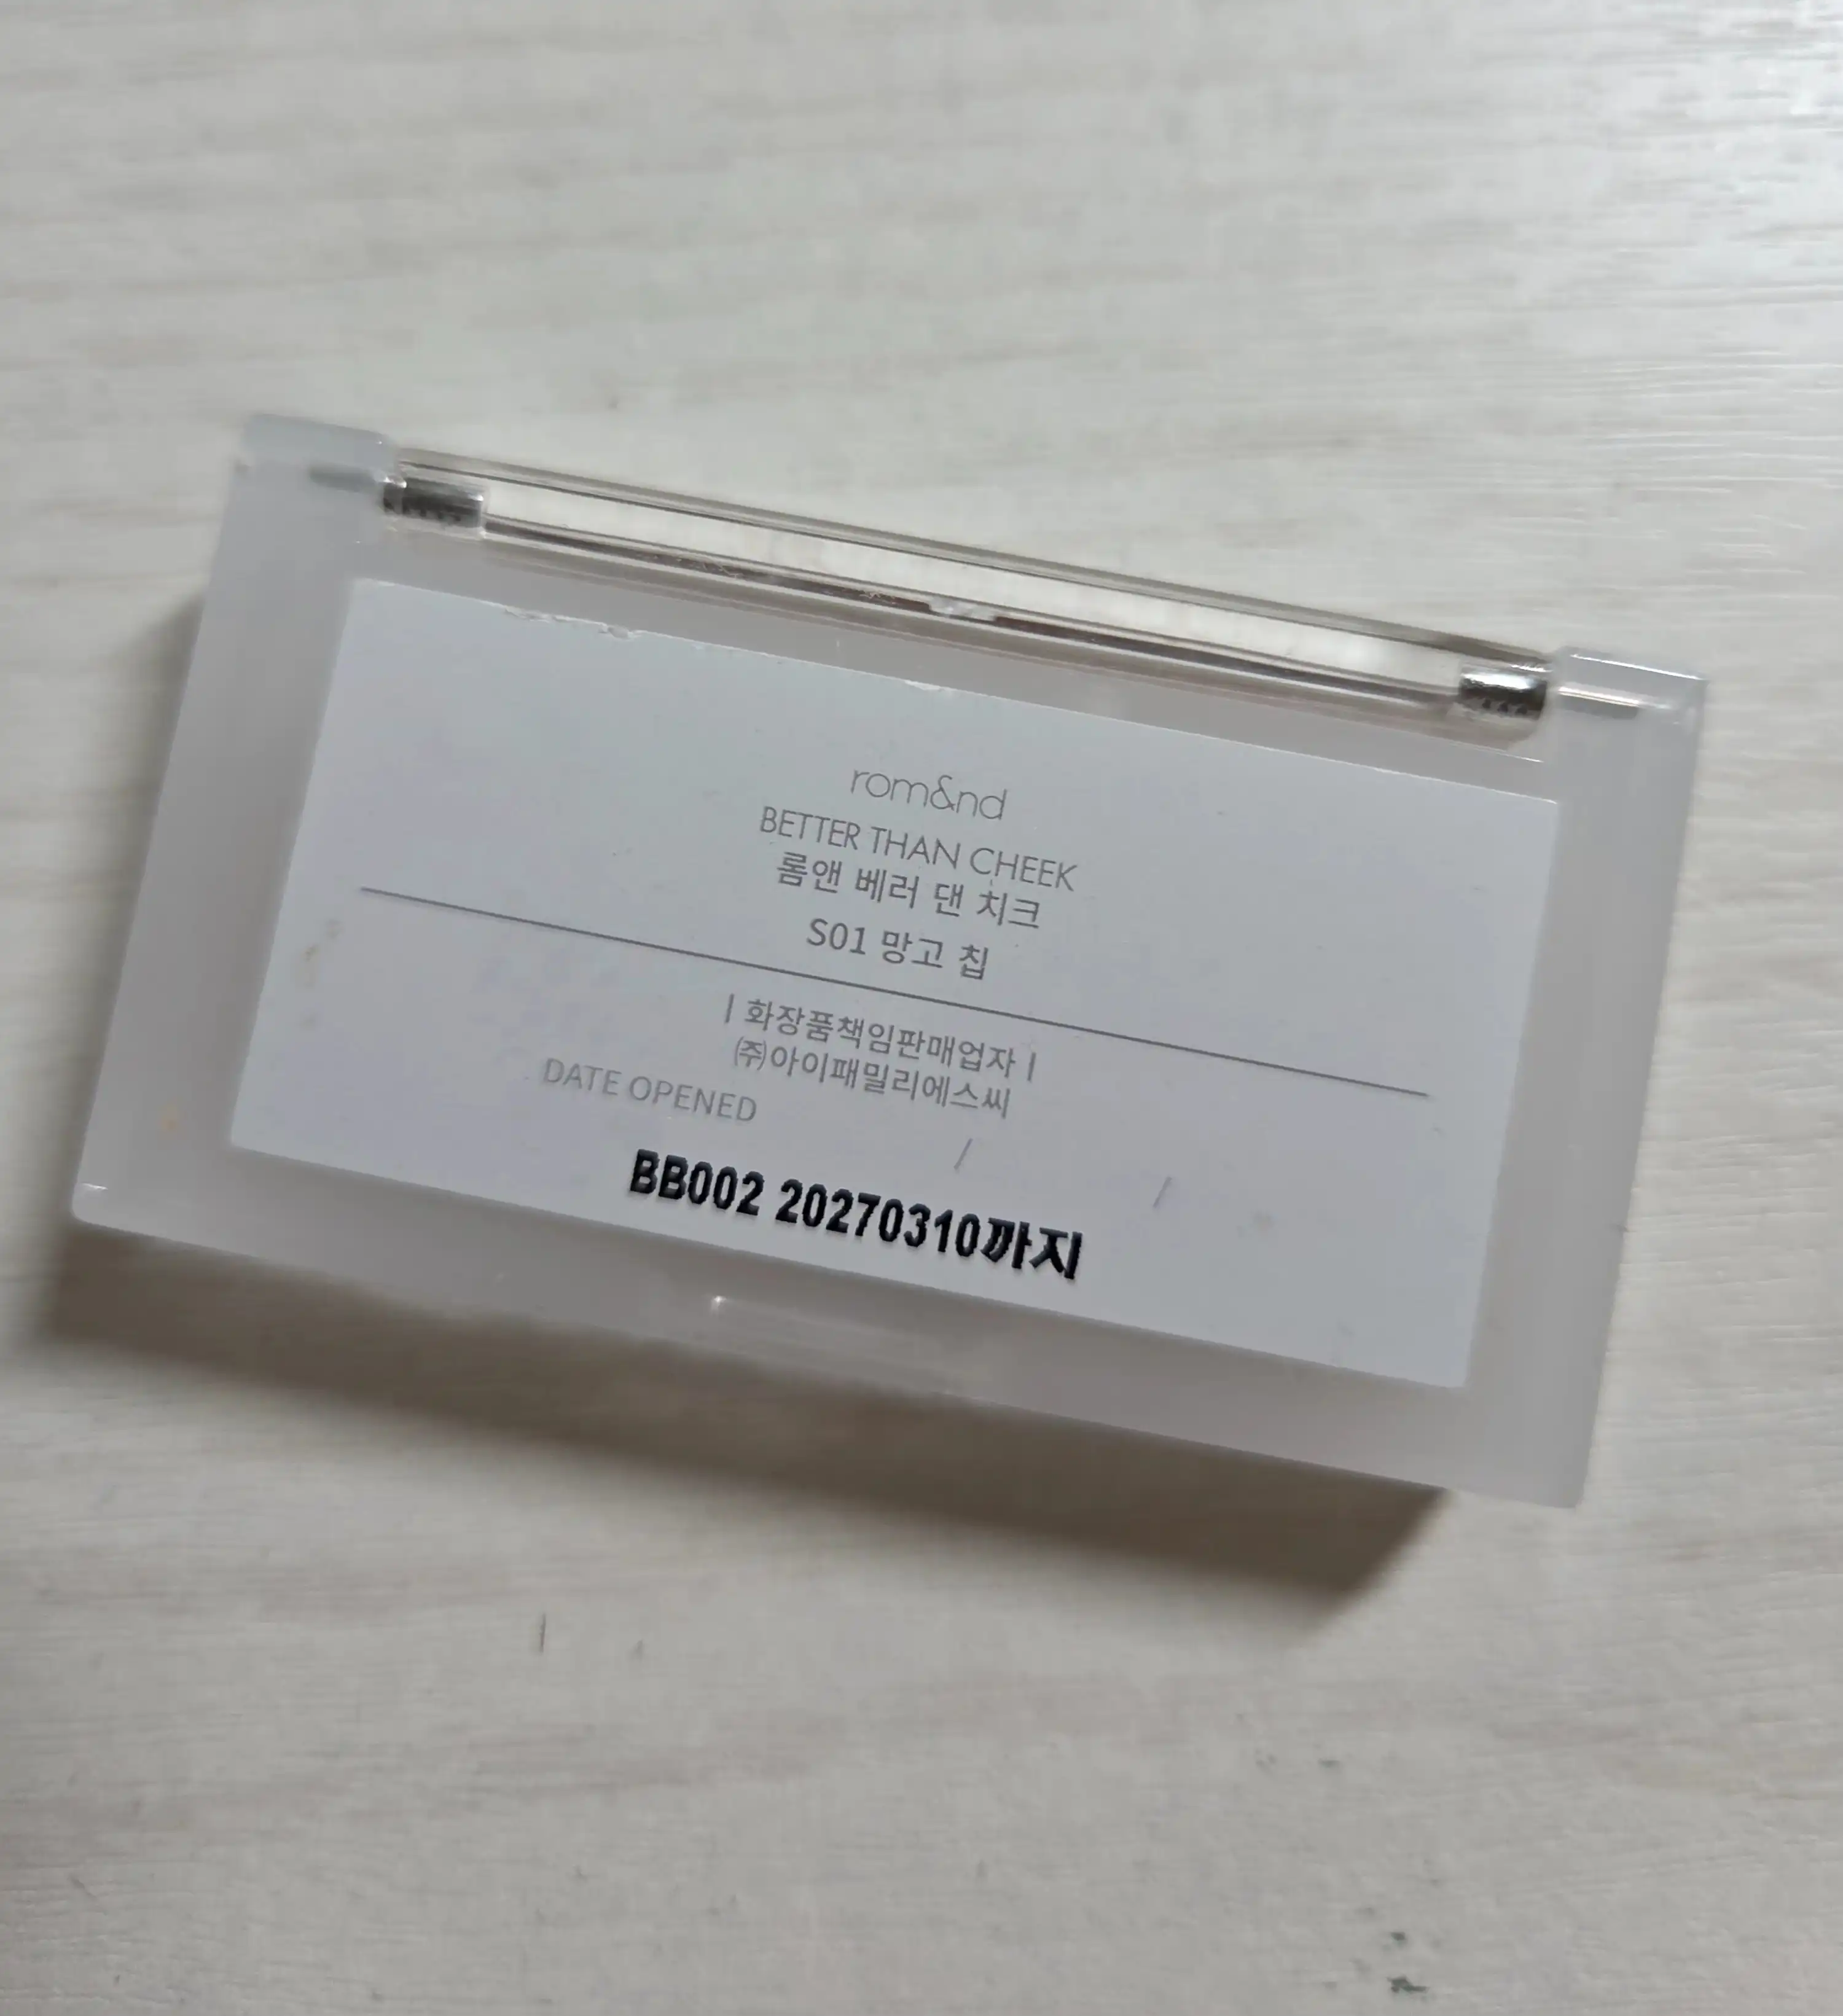 rom&nd
BETTER THAN CHEEK
롬앤 베러 댄 치크
S01 망고 칩
| 화장품책임판매업자 |
㈜아이패밀리에스씨
DATE OPENED / /
BB002 20270310까지